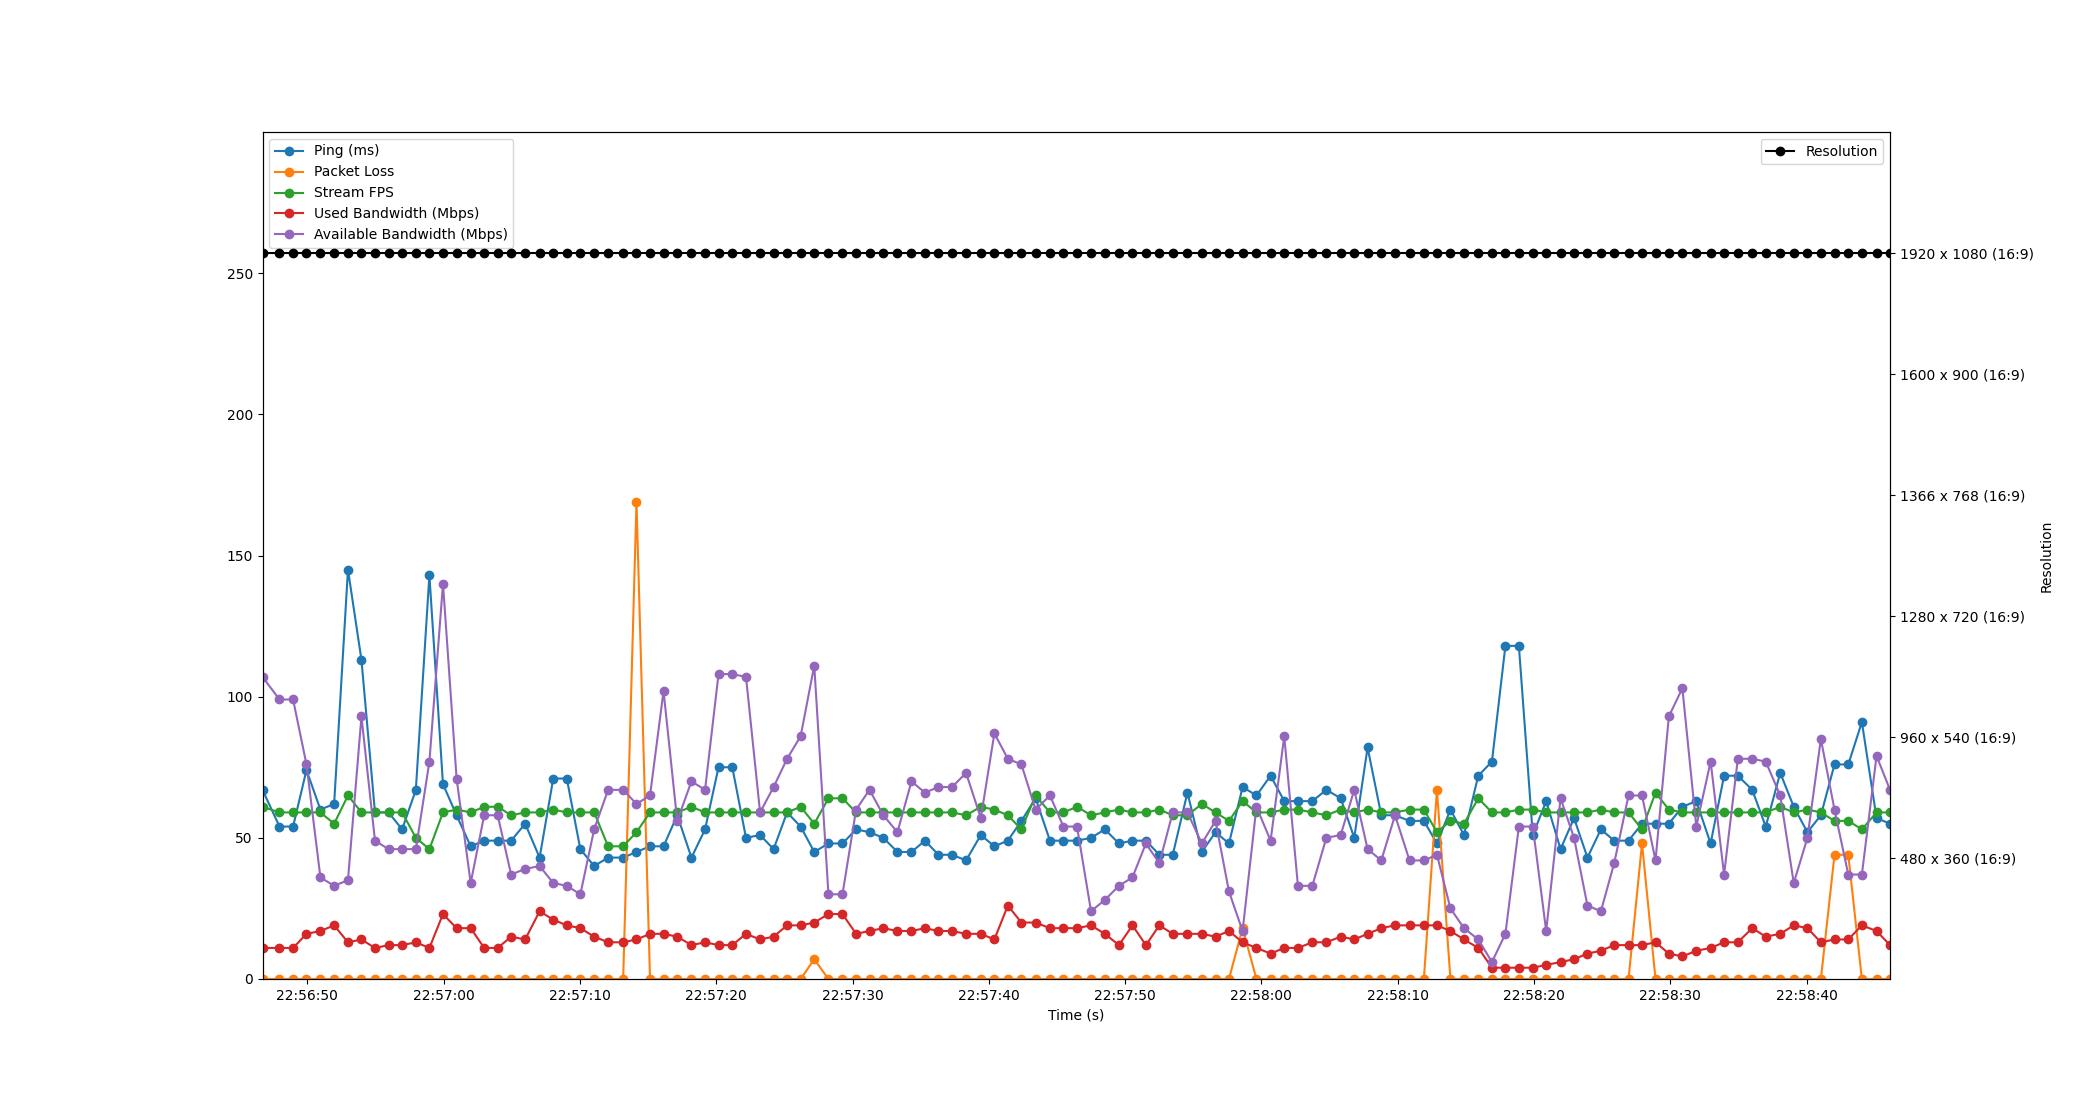 Ping (ms)
Packet Loss
Stream FPS
Used Bandwidth (Mbps)
Available Bandwidth (Mbps)
Resolution
250
200
150
100
50
0
1920 x 1080 (16:9)
1600 x 900 (16:9)
1366 x 768 (16:9)
1280 x 720 (16:9)
960 x 540 (16:9)
480 x 360 (16:9)
Resolution
22:56:50 22:57:00 22:57:10 22:57:20 22:57:30 22:57:40 22:57:50 22:58:00 22:58:10 22:58:20 22:58:30 22:58:40
Time (s)